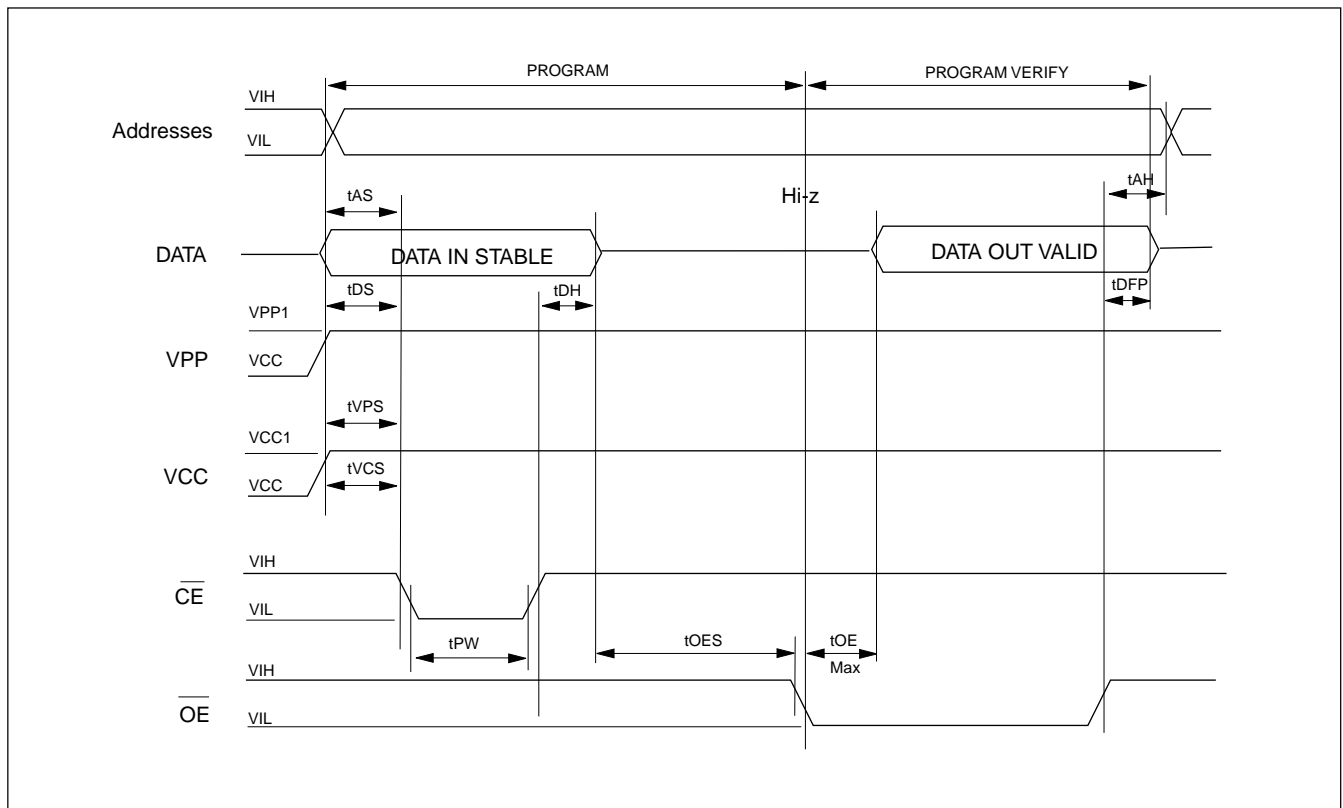 PROGRAM
PROGRAM VERIFY
VIH
Addresses
VIL
tAS
Hi-z
tAH
DATA
DATA IN STABLE
DATA OUT VALID
tDS
tDH
tDFP
VPP1
VPP
VCC
tVPS
VCC1
VCC
tVCS
VCC
VIH
CE
VIL
tPW
tOES
tOE
Max
VIH
OE
VIL